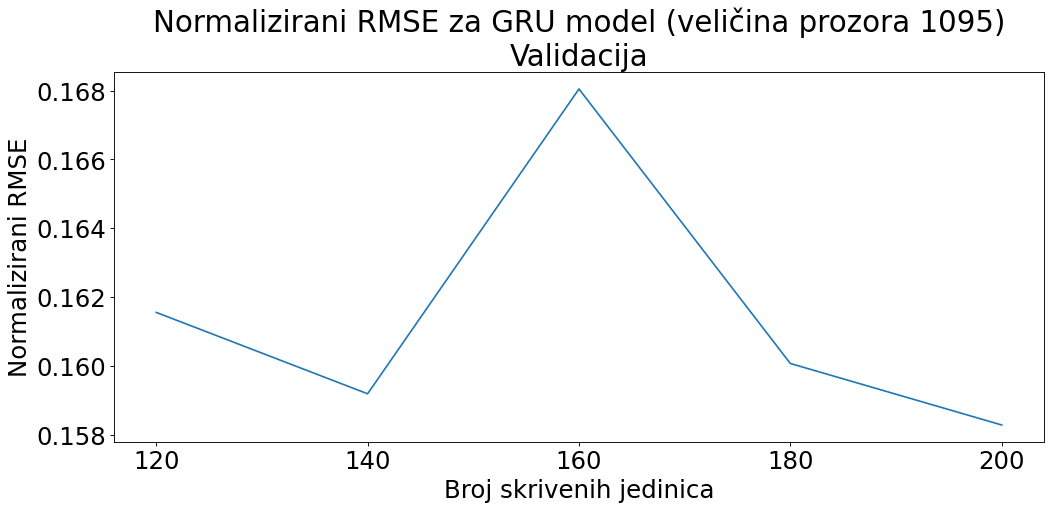 Normalizirani RMSE za GRU model (veličina prozora 1095)
Validacija
Normalizirani RMSE
0.168
0.166
0.164
0.162
0.160
0.158
120
140
160
180
200
Broj skrivenih jedinica